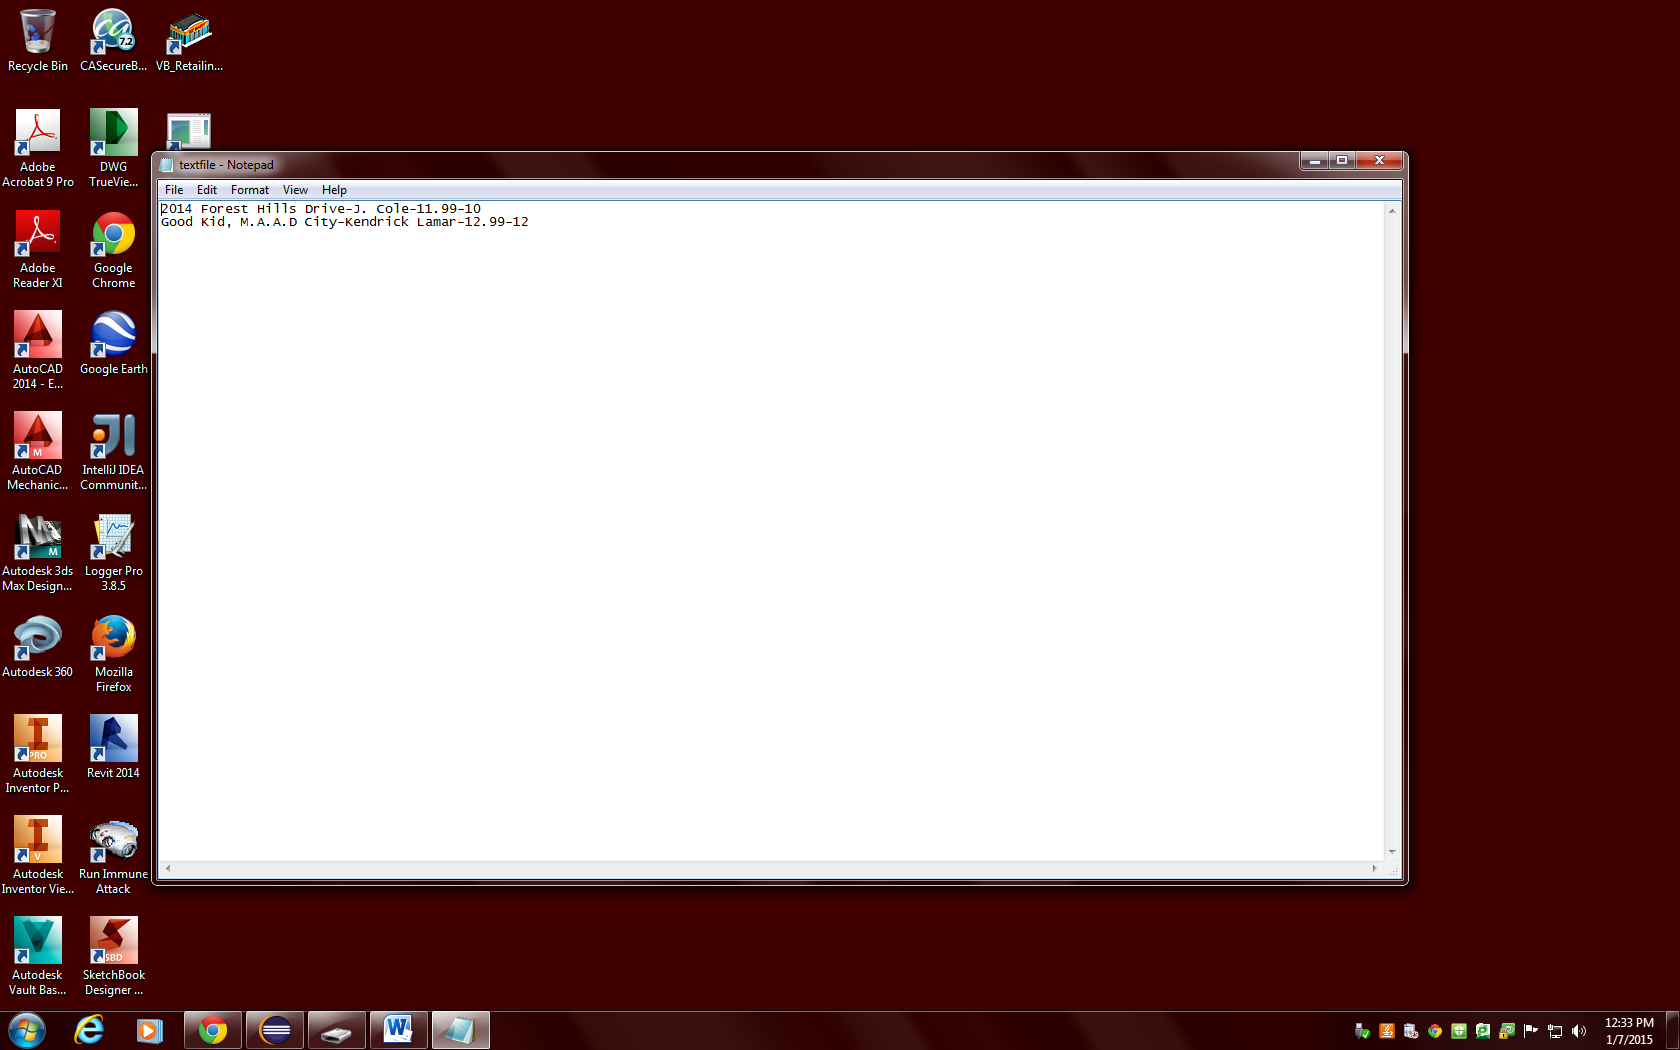 Recycle Bin
CASecureB...
VB_Retailin...
Adobe
Acrobat 9 Pro
DWG
TrueVie...
Adobe
Reader XI
Google
Chrome
AutoCAD
2014 - E...
Google Earth
AutoCAD
Mechanic...
IntelliJ IDEA
Communit...
Autodesk 3ds
Max Design...
Logger Pro
3.8.5
Autodesk 360
Mozilla
Firefox
Autodesk
Inventor P...
Revit 2014
Autodesk
Inventor Vie...
Run Immune
Attack
Autodesk
Vault Bas...
SketchBook
Designer ...
textfile - Notepad
File Edit Format View Help
2014 Forest Hills Drive-J. Cole-11.99-10
Good Kid, M.A.A.D City-Kendrick Lamar-12.99-12
12:33 PM
1/7/2015